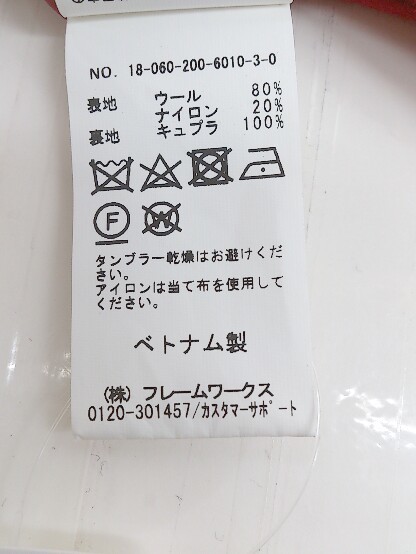 NO. 18-060-200-6010-3-0
表地 ウール 80%
ナイロン 20%
裏地 キュプラ 100%
F
W
タンブラー乾燥はお避けくだ
さい。
アイロンは当て布を使用して
ください。
ベトナム製
(株) フレームワークス
0120-301457/カスタマーサポート